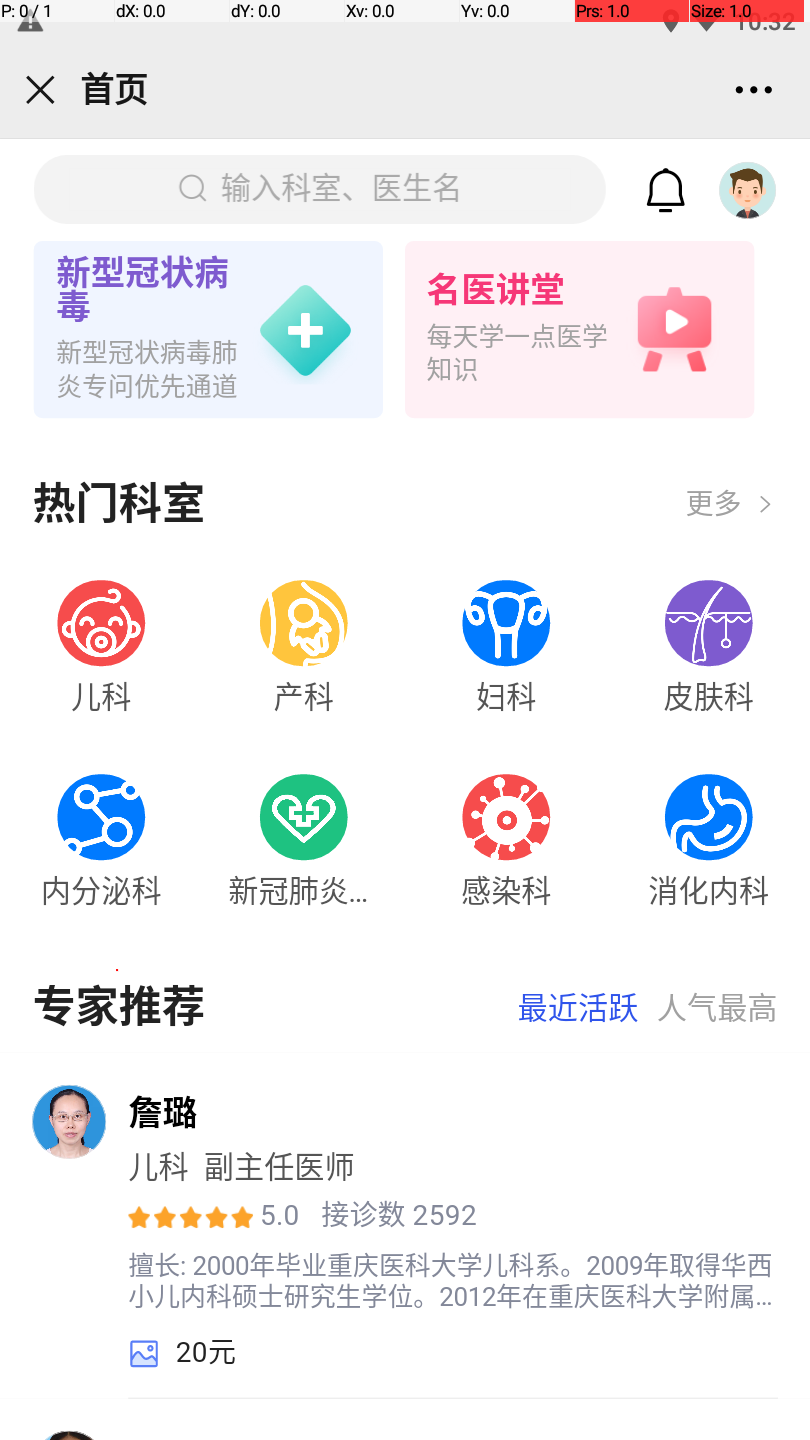 P: 0 / 1 dX: 0.0 dY: 0.0 Xv: 0.0 Yv: 0.0 Prs: 1.0 Size: 1.0
10:32
首页
输入科室、医生名
新型冠状病
毒
新型冠状病毒肺
炎专问优先通道
名医讲堂
每天学一点医学
知识
热门科室 更多
儿科 产科 妇科 皮肤科
内分泌科 新冠肺炎... 感染科 消化内科
专家推荐 最近活跃 人气最高
詹璐
儿科 副主任医师
5.0 接诊数 2592
擅长: 2000年毕业重庆医科大学儿科系。2009年取得华西
小儿内科硕士研究生学位。2012年在重庆医科大学附属...
20元